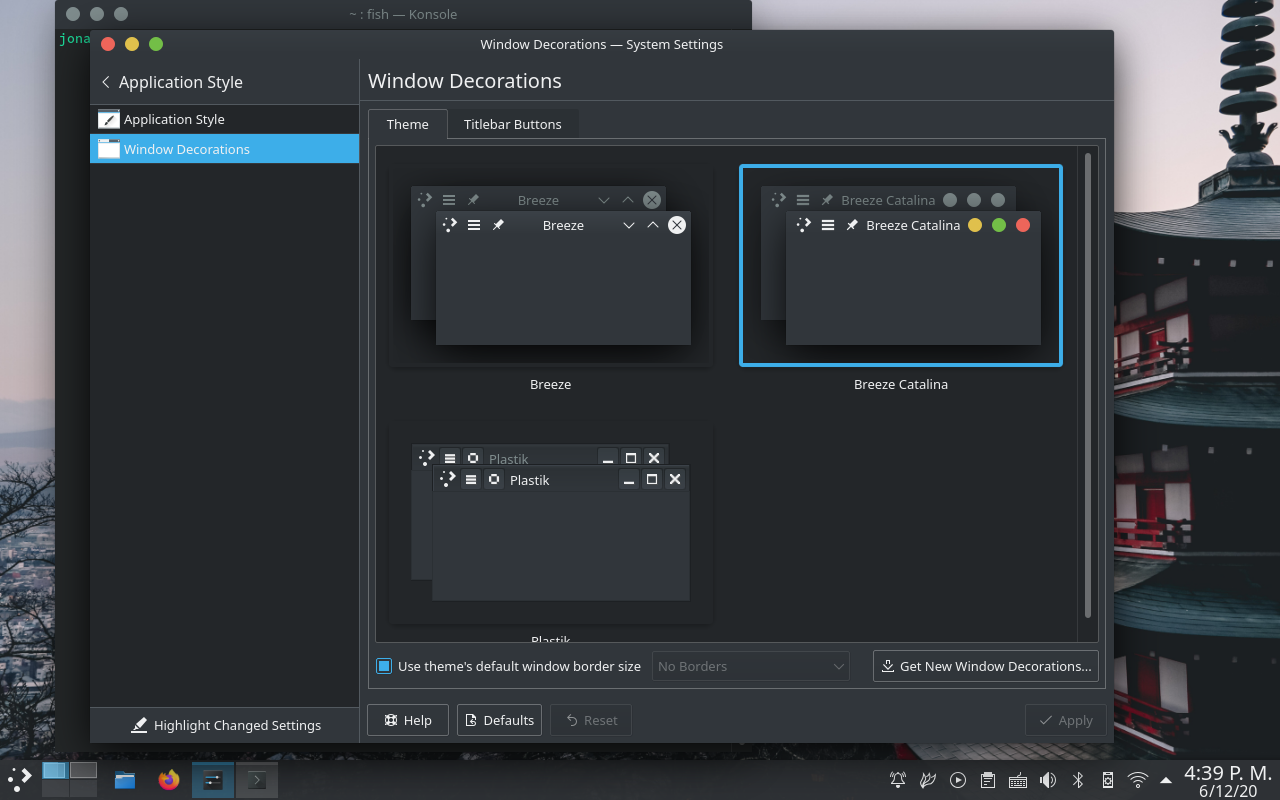 ~ : fish — Konsole
jona
Window Decorations — System Settings
Application Style
Window Decorations
Application Style
Window Decorations
Theme
Titlebar Buttons
Breeze
Breeze
Breeze
Breeze Catalina
Breeze Catalina
Breeze Catalina
Plastik
Plastik
Plastik
Use theme's default window border size
No Borders
Get New Window Decorations...
Highlight Changed Settings
Help
Defaults
Reset
Apply
4:39 P. M.
6/12/20